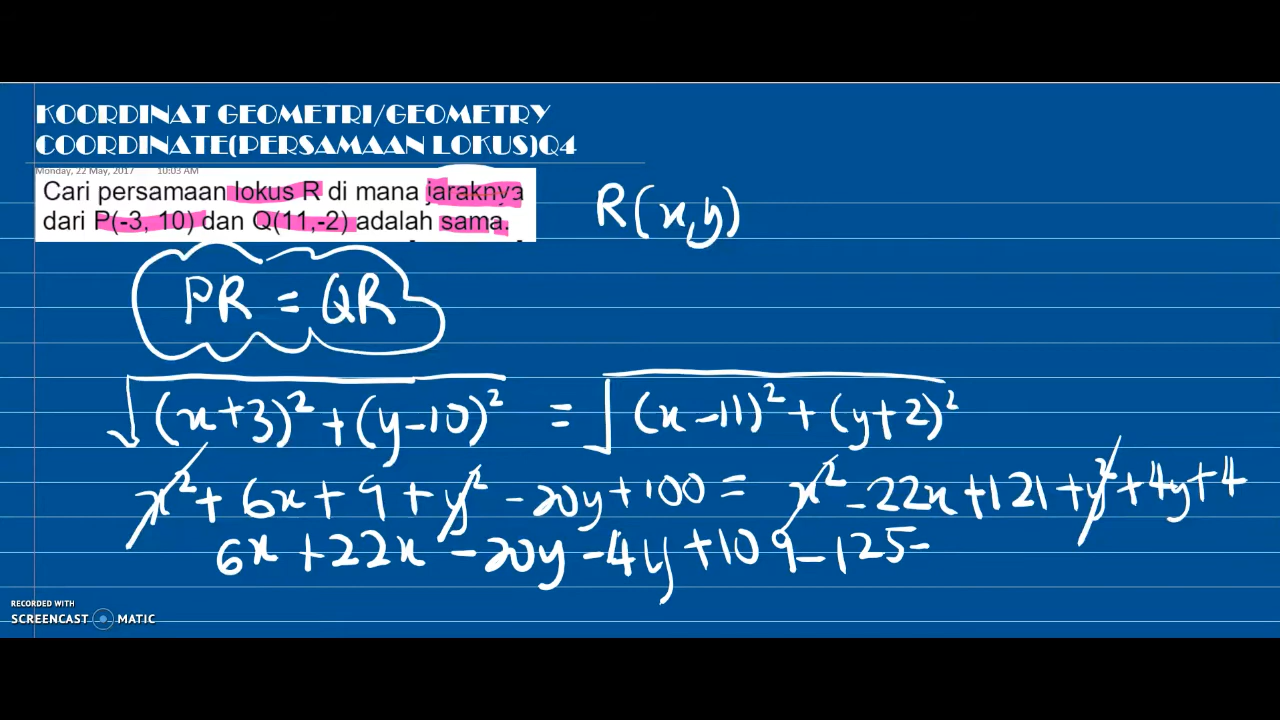 KOORDINAT GEOMETRI/GEOMETRY
COORDINATE(PERSAMAAN LOKUS)Q4
Monday, 22 May, 2017 10:03 AM
Cari persamaan lokus R di mana jaraknya
dari P(-3, 10) dan Q(11,-2) adalah sama.
R(x,y)
PR = QR
√(x+3)²+(y-10)² = √(x-11)²+(y+2)²
x²+6x+9+y²-20y+100= x²-22x+121+y²+4y+4
6x+22x-20y-4y+109-125=
RECORDED WITH
SCREENCAST MATIC